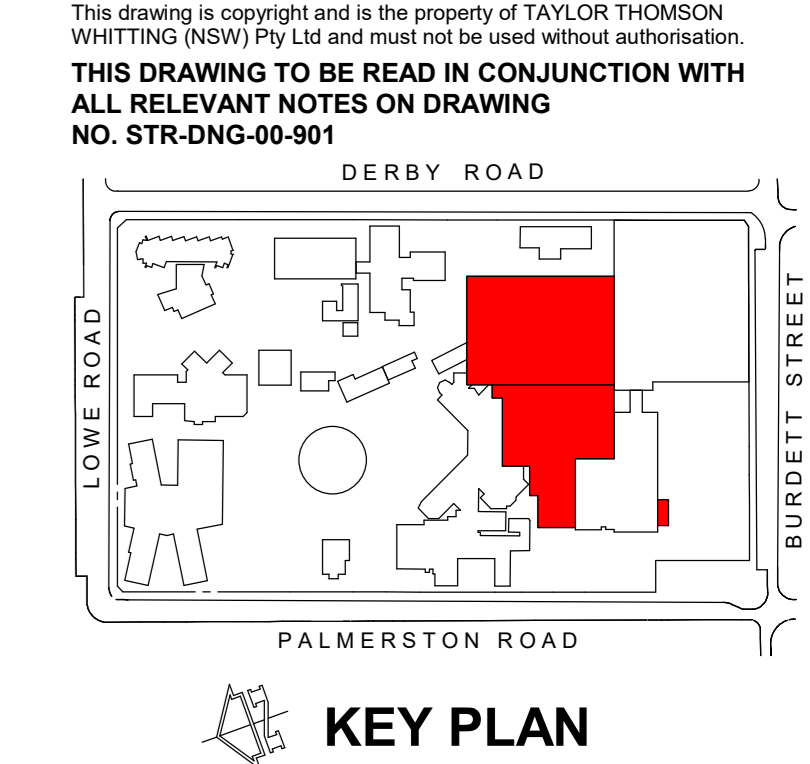 This drawing is copyright and is the property of TAYLOR THOMSON
WHITTING (NSW) Pty Ltd and must not be used without authorisation.
THIS DRAWING TO BE READ IN CONJUNCTION WITH
ALL RELEVANT NOTES ON DRAWING
NO. STR-DNG-00-901
DERBY ROAD
LOWE ROAD
BURDETT STREET
PALMERSTON ROAD
KEY PLAN